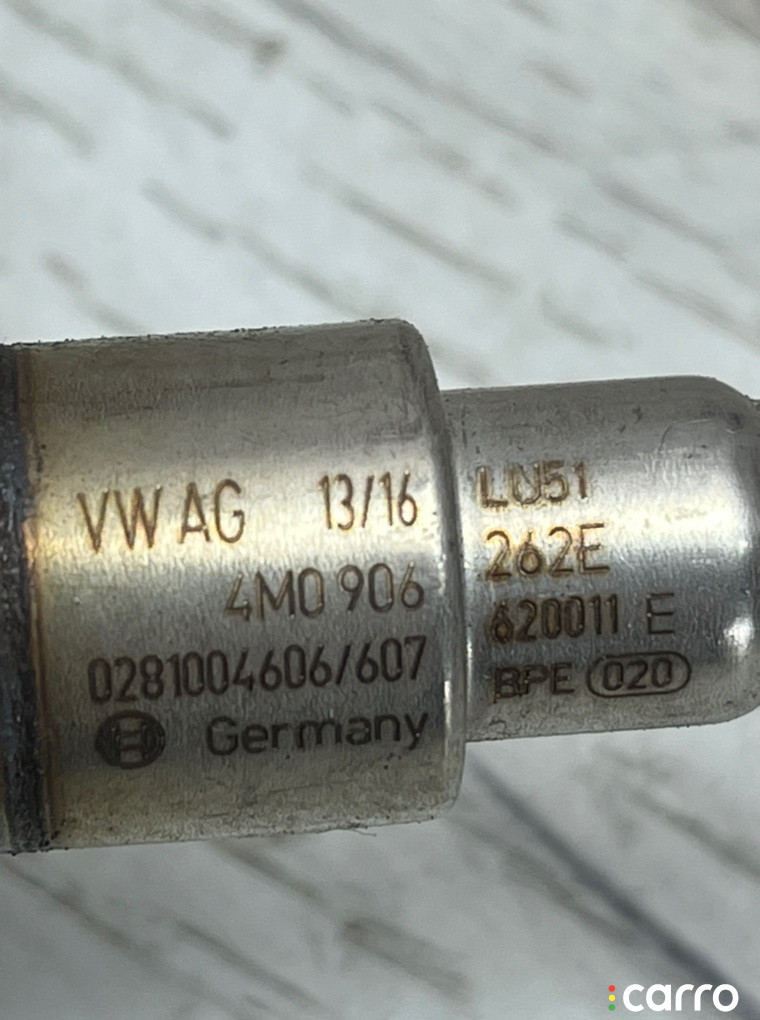 VW AG 13/16 LU51
4M0 906 262E
0281004606/607 620011 E
Germany BPE 020
carro